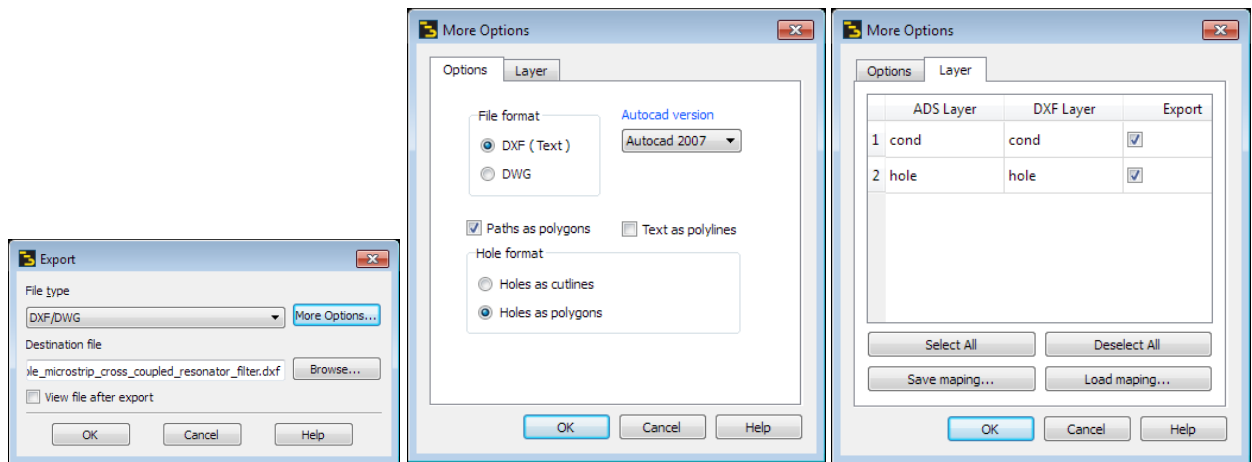 Export
File type
DXF/DWG
More Options...
Destination file
le_microstrip_cross_coupled_resonator_filter.dxf
Browse...
View file after export
OK
Cancel
Help
More Options
Options
Layer
File format
DXF ( Text )
DWG
Autocad version
Autocad 2007
Paths as polygons
Text as polylines
Hole format
Holes as cutlines
Holes as polygons
OK
Cancel
Help
More Options
Options
Layer
ADS Layer
DXF Layer
Export
1 cond cond
2 hole hole
Select All
Deselect All
Save maping...
Load maping...
OK
Cancel
Help